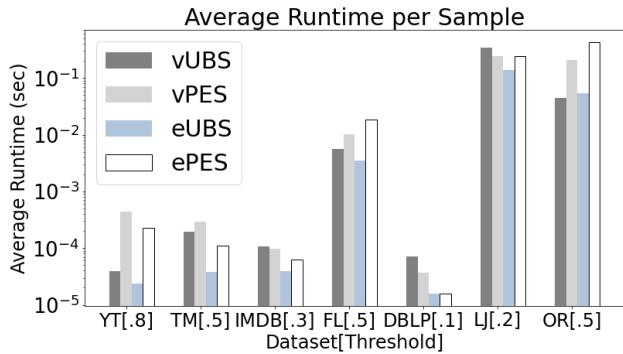 Average Runtime per Sample
Average Runtime (sec)
10⁻¹
10⁻²
10⁻³
10⁻⁴
10⁻⁵
vUBS
vPES
eUBS
ePES
YT[.8] TM[.5] IMDB[.3] FL[.5] DBLP[.1] LJ[.2] OR[.5]
Dataset[Threshold]